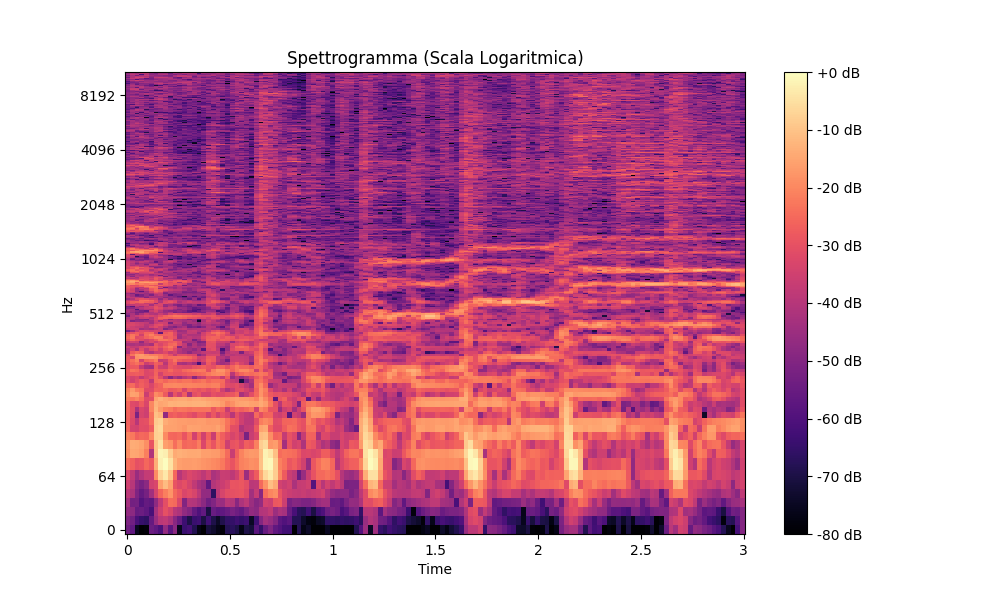 Spettrogramma (Scala Logaritmica)
Hz
8192
4096
2048
1024
512
256
128
64
0
0
0.5
1
1.5
2
2.5
3
Time
+0 dB
-10 dB
-20 dB
-30 dB
-40 dB
-50 dB
-60 dB
-70 dB
-80 dB